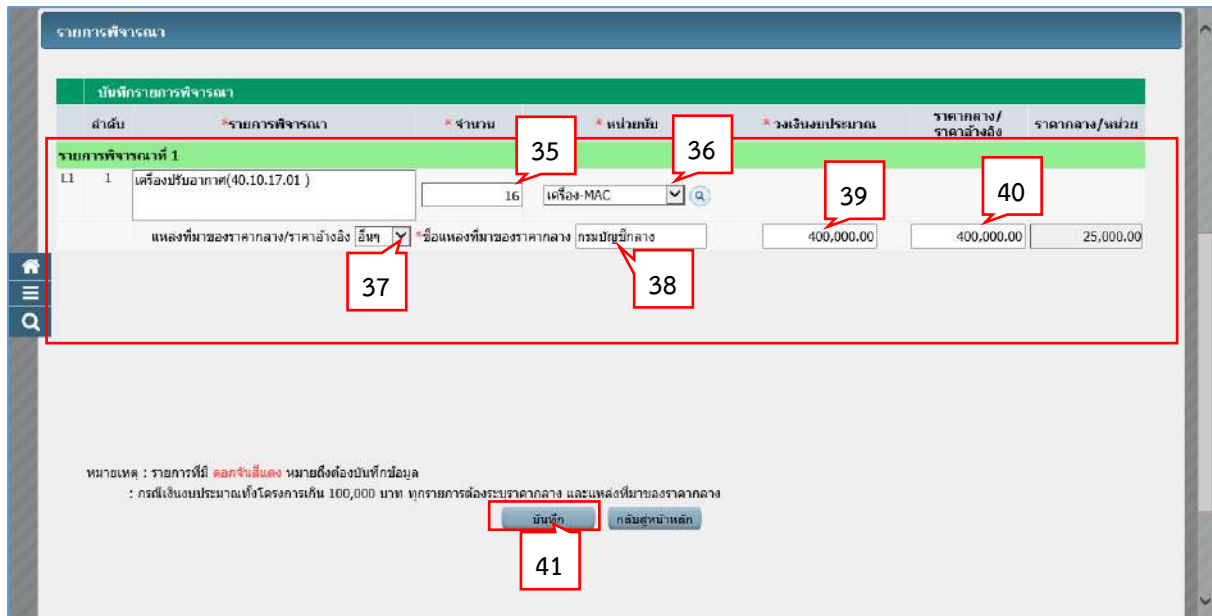 รายการพิจารณา
บันทึกรายการพิจารณา
ลำดับ *รายการพิจารณา * จำนวน * หน่วยนับ * วงเงินงบประมาณ ราคากลาง/ ราคาอ้างอิง ราคากลาง/หน่วย
รายการพิจารณาที่ 1
35 36
L1 1 เครื่องปรับอากาศ(40.10.17.01 ) 16 เครื่อง-MAC
39 40
แหล่งที่มาของราคากลาง/ราคาอ้างอิง อื่นๆ *ชื่อแหล่งที่มาของราคากลาง กรมบัญชีกลาง 400,000.00 400,000.00 25,000.00
37 38
หมายเหตุ : รายการที่มี ดอกจันสีแดง หมายถึงต้องบันทึกข้อมูล
: กรณีเงินงบประมาณทั้งโครงการเกิน 100,000 บาท ทุกรายการต้องระบุราคากลาง และแหล่งที่มาของราคากลาง
บันทึก กลับสู่หน้าหลัก
41